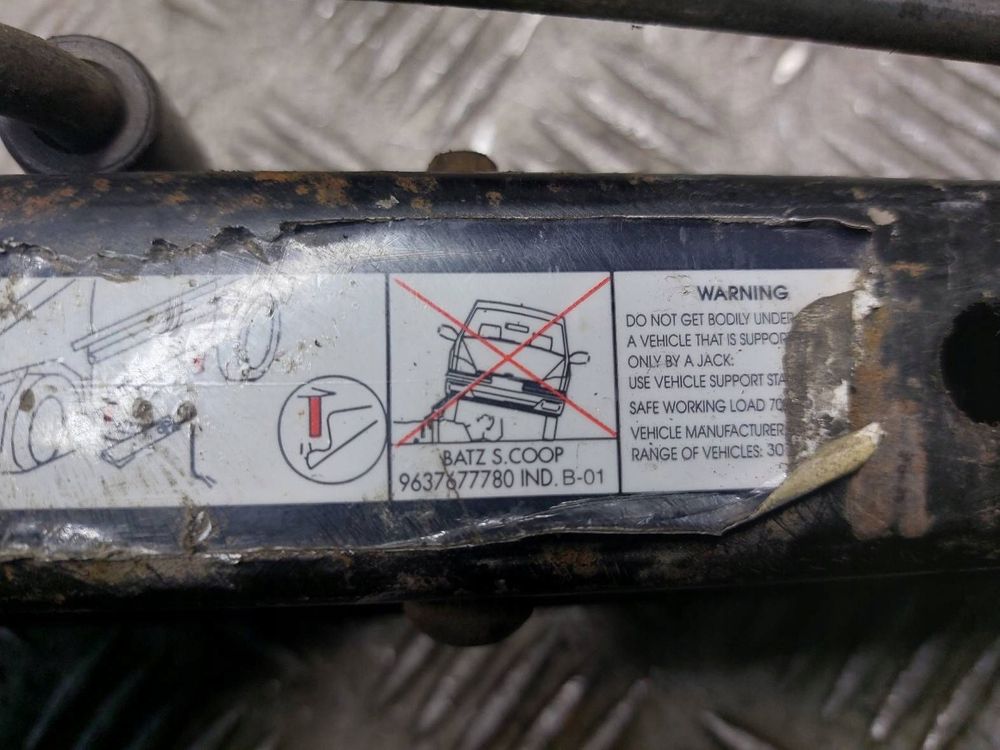 BATZ S.COOP
9637677780 IND. B-01
WARNING
DO NOT GET BODILY UNDER
A VEHICLE THAT IS
ONLY BY A JACK:
USE VEHICLE SUPPORT
SAFE WORKING LOAD
VEHICLE MANUFACTURER
RANGE OF VEHICLES: